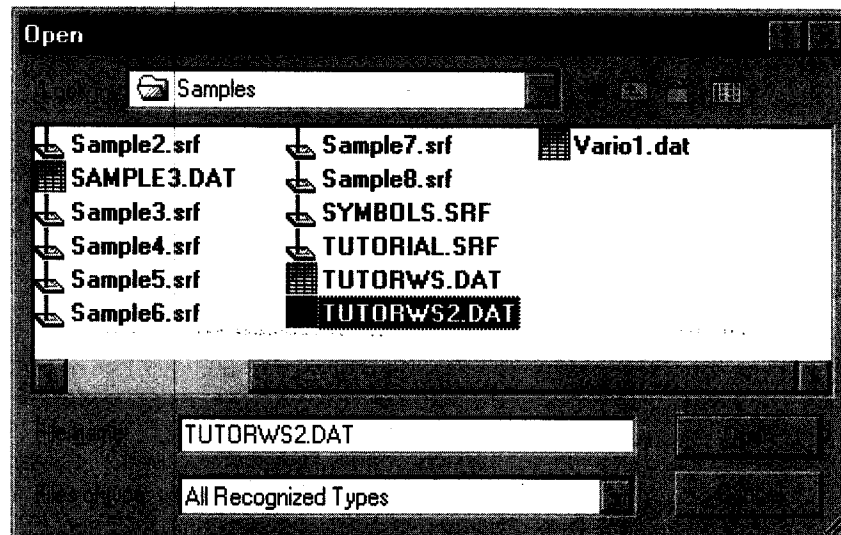 Open
Samples
Sample2.srf
SAMPLE3.DAT
Sample3.srf
Sample4.srf
Sample5.srf
Sample6.srf
Sample7.srf
Sample8.srf
SYMBOLS.SRF
TUTORIAL.SRF
TUTORWS.DAT
TUTORWS2.DAT
Vario1.dat
TUTORWS2.DAT
All Recognized Types